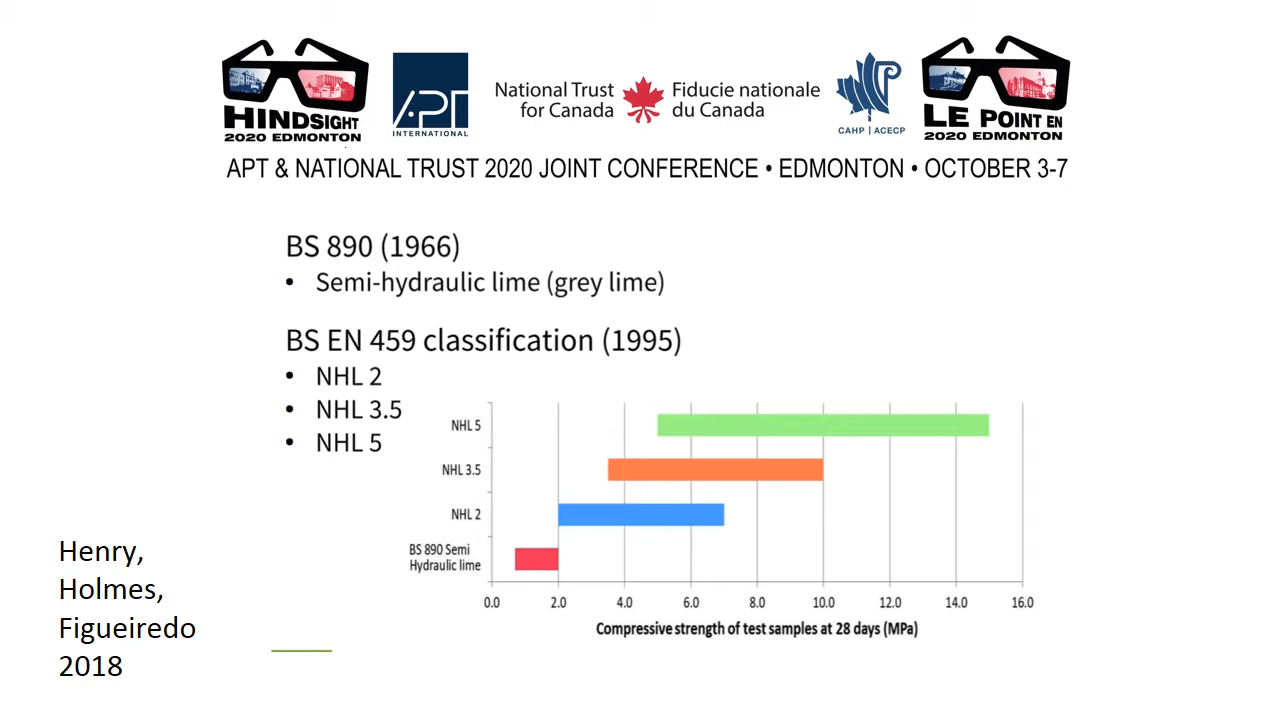 HINDSIGHT
2020 EDMONTON
APT
INTERNATIONAL
National Trust
for Canada
Fiducie nationale
du Canada
CAHP | ACECP
LE POINT EN
2020 EDMONTON
APT & NATIONAL TRUST 2020 JOINT CONFERENCE • EDMONTON • OCTOBER 3-7
BS 890 (1966)
• Semi-hydraulic lime (grey lime)
BS EN 459 classification (1995)
• NHL 2
• NHL 3.5
• NHL 5
NHL 5
NHL 3.5
NHL 2
BS 890 Semi
Hydraulic lime
0.0 2.0 4.0 6.0 8.0 10.0 12.0 14.0 16.0
Compressive strength of test samples at 28 days (MPa)
Henry,
Holmes,
Figueiredo
2018